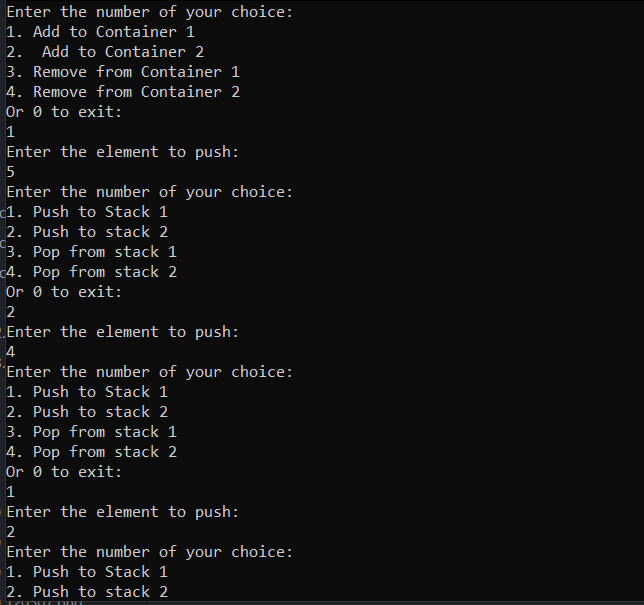 Enter the number of your choice:
1. Add to Container 1
2.  Add to Container 2
3. Remove from Container 1
4. Remove from Container 2
Or 0 to exit:
1
Enter the element to push:
5
Enter the number of your choice:
1. Push to Stack 1
2. Push to stack 2
3. Pop from stack 1
4. Pop from stack 2
Or 0 to exit:
2
Enter the element to push:
4
Enter the number of your choice:
1. Push to Stack 1
2. Push to stack 2
3. Pop from stack 1
4. Pop from stack 2
Or 0 to exit:
1
Enter the element to push:
2
Enter the number of your choice:
1. Push to Stack 1
2. Push to stack 2